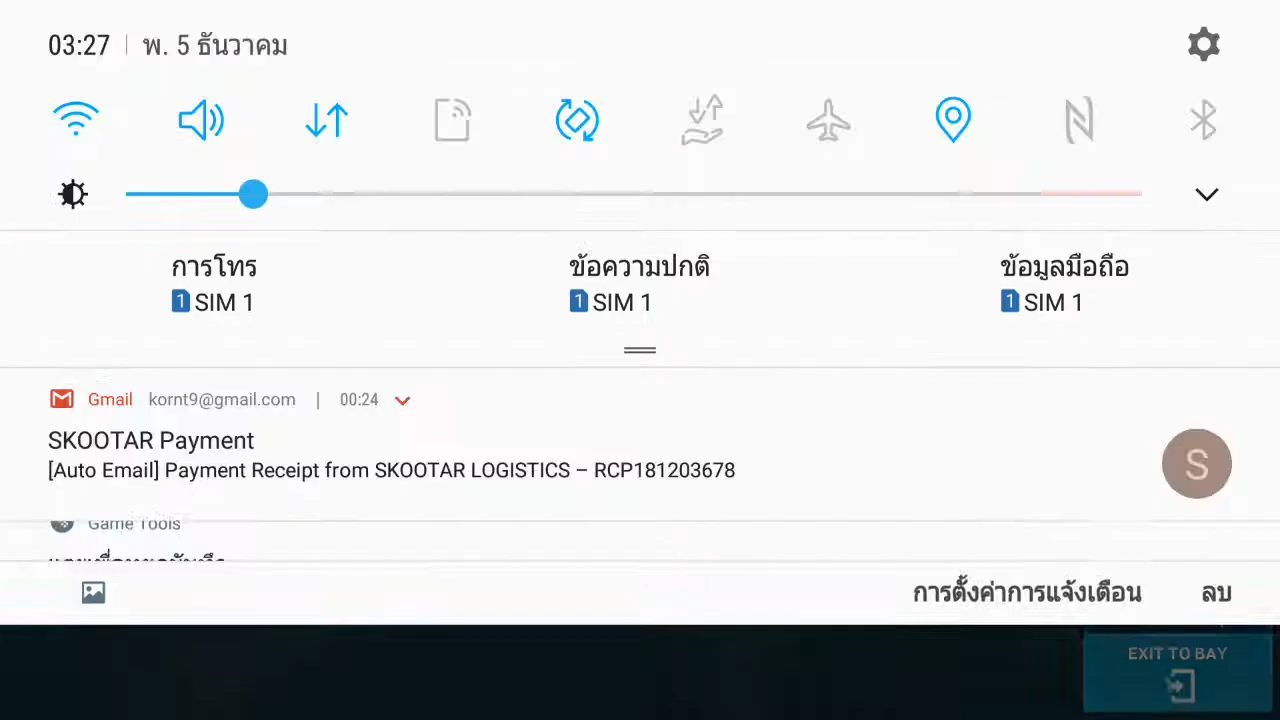 03:27 | พ. 5 ธันวาคม
การโทร
1 SIM 1
ข้อความปกติ
1 SIM 1
ข้อมูลมือถือ
1 SIM 1
Gmail kornt9@gmail.com | 00:24
SKOOTAR Payment
[Auto Email] Payment Receipt from SKOOTAR LOGISTICS – RCP181203678
S
Game Tools
การตั้งค่าการแจ้งเตือน ลบ
EXIT TO BAY